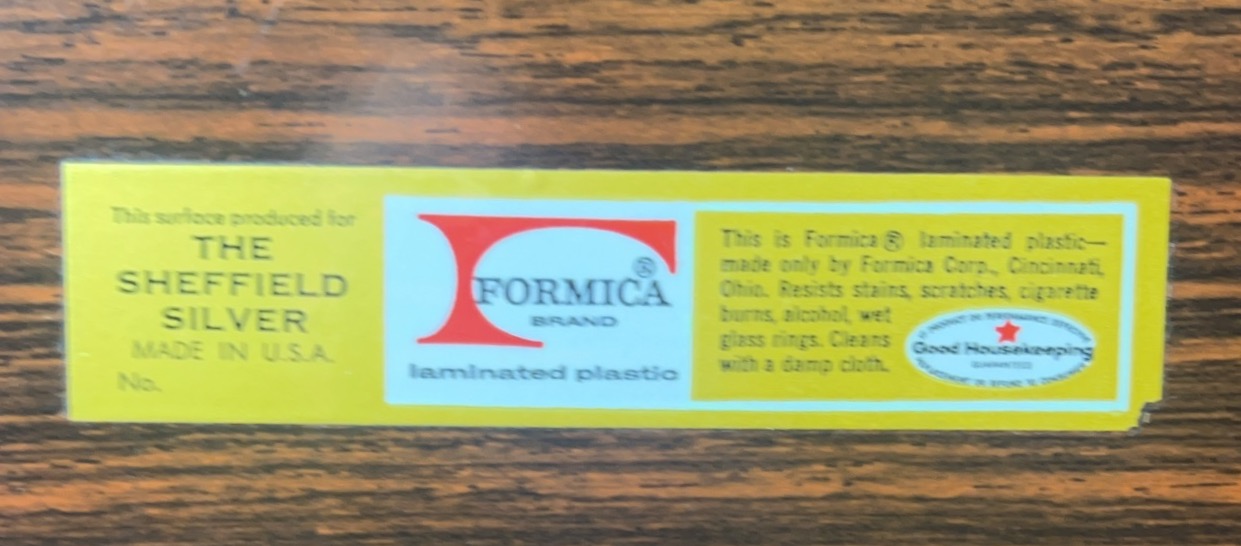 This surface produced for
THE
SHEFFIELD
SILVER
MADE IN U.S.A.
No.
FORMICA®
BRAND
laminated plastic
This is Formica® laminated plastic—
made only by Formica Corp., Cincinnati,
Ohio. Resists stains, scratches, cigarette
burns, alcohol, wet
glass rings. Cleans
with a damp cloth.
Good Housekeeping
GUARANTEES